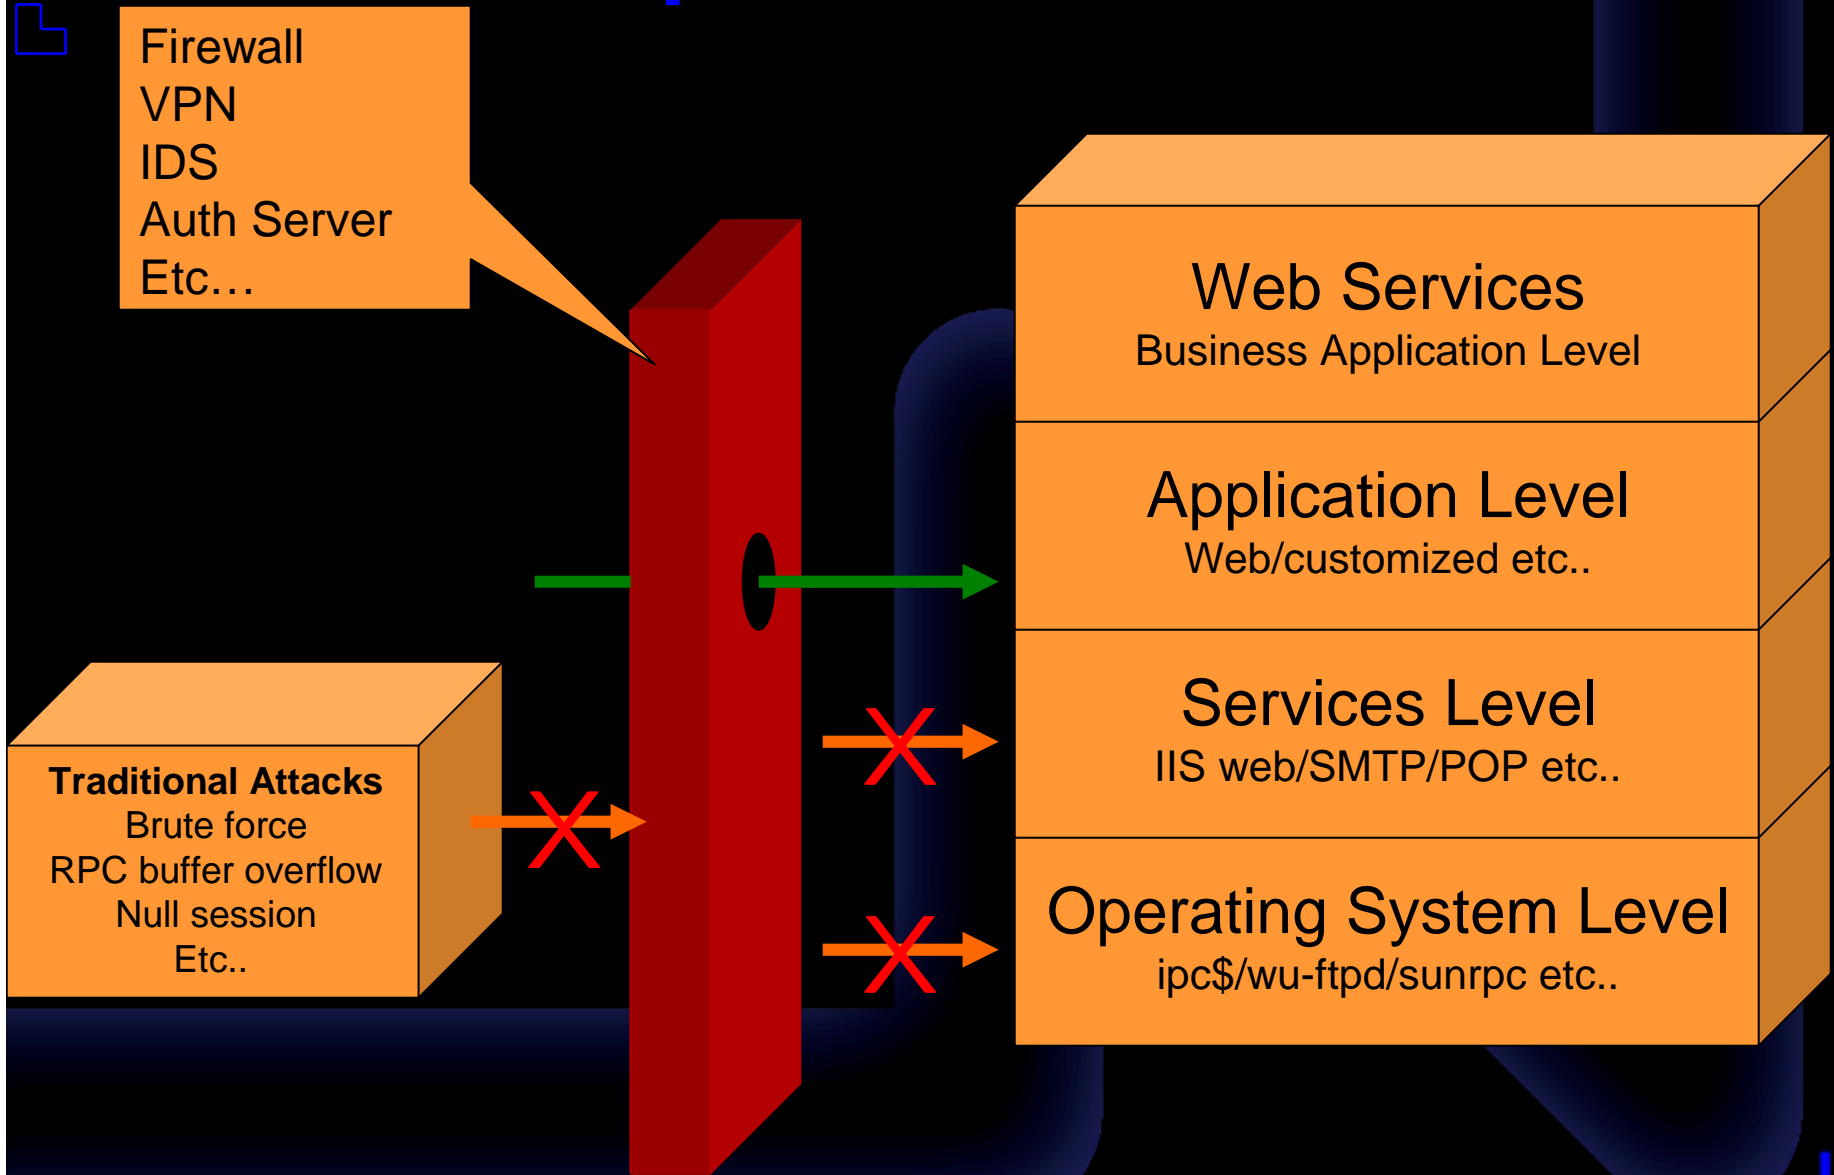 Firewall
VPN
IDS
Auth Server
Etc…
Web Services
Business Application Level
Application Level
Web/customized etc..
Services Level
IIS web/SMTP/POP etc..
Operating System Level
ipc$/wu-ftpd/sunrpc etc..
Traditional Attacks
Brute force
RPC buffer overflow
Null session
Etc..